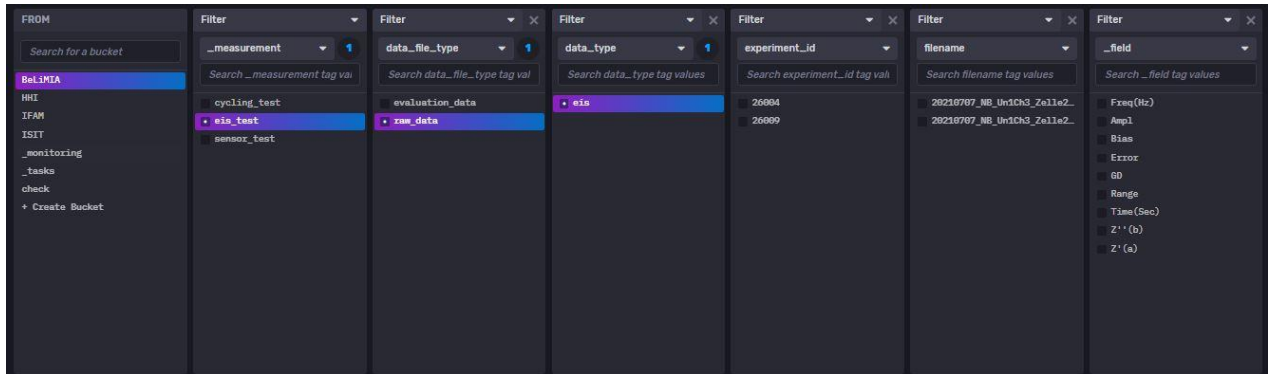 FROM
Search for a bucket
BeLiMIA
HHI
IFAM
ISIT
_monitoring
_tasks
check
+ Create Bucket
Filter
_measurement 1
Search _measurement tag val
cycling_test
eis_test
sensor_test
Filter
data_file_type 1
Search data_file_type tag val
evaluation_data
raw_data
Filter
data_type 1
Search data_type tag values
eis
Filter
experiment_id
Search experiment_id tag valu
26004
26009
Filter
filename
Search filename tag values
20210707_NB_Un1Ch3_Zelle2…
20210707_NB_Un1Ch3_Zelle2…
Filter
_field
Search _field tag values
Freq(Hz)
Ampl
Bias
Error
GD
Range
Time(Sec)
Z''(b)
Z'(a)